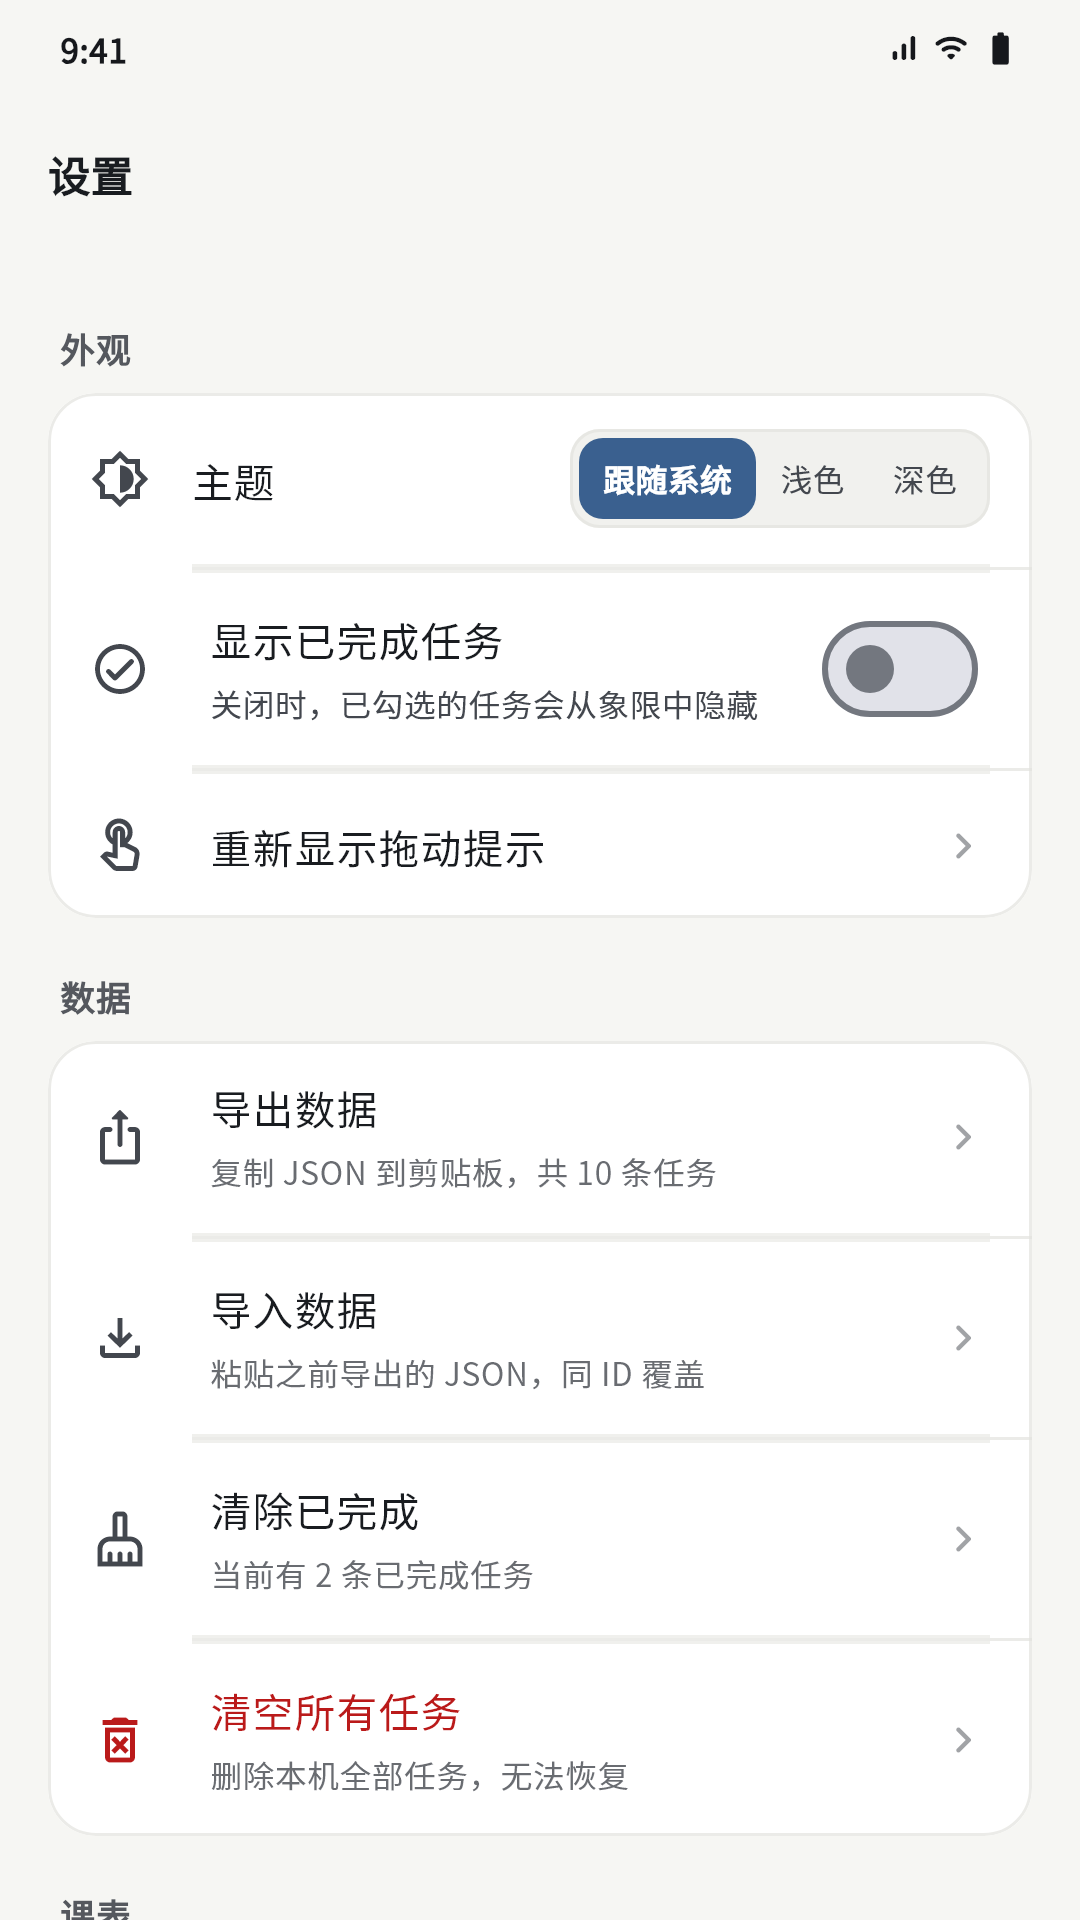 9:41
设置
外观
主题
跟随系统 浅色 深色
显示已完成任务
关闭时，已勾选的任务会从象限中隐藏
重新显示拖动提示
数据
导出数据
复制 JSON 到剪贴板，共 10 条任务
导入数据
粘贴之前导出的 JSON，同 ID 覆盖
清除已完成
当前有 2 条已完成任务
清空所有任务
删除本机全部任务，无法恢复
课表